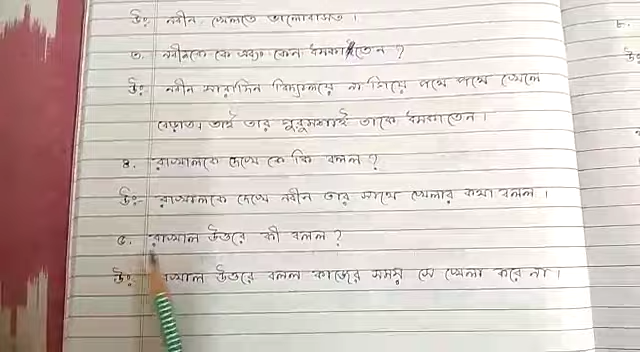 উঃ নবীন খেলতে ভালোবাসত।
৩. নবীনকে কে এবং কেন ধমকাতেন?
উঃ নবীন সারাদিন বিদ্যালয়ে না গিয়ে পথে পথে খেলে
বেড়াত তাই তার গুরুমশাই তাকে ধমকাতেন।
৪. রাখালকে দেখে কে কি বলল?
উঃ- রাখালকে দেখে নবীন তার সাথে খেলার কথা বলল।
৫. রাখাল উত্তরে কী বলল?
উঃ রাখাল উত্তরে বলল কাজের সময় সে খেলা করে না।
৮.
উঃ